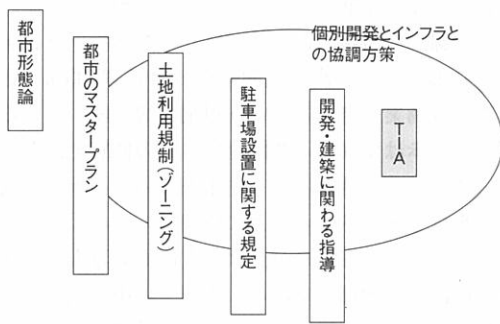 都市形態論
都市のマスタープラン
土地利用規制(ゾーニング)
駐車場設置に関する規定
開発・建築に関わる指導
TIA
個別開発とインフラと
の協調方策